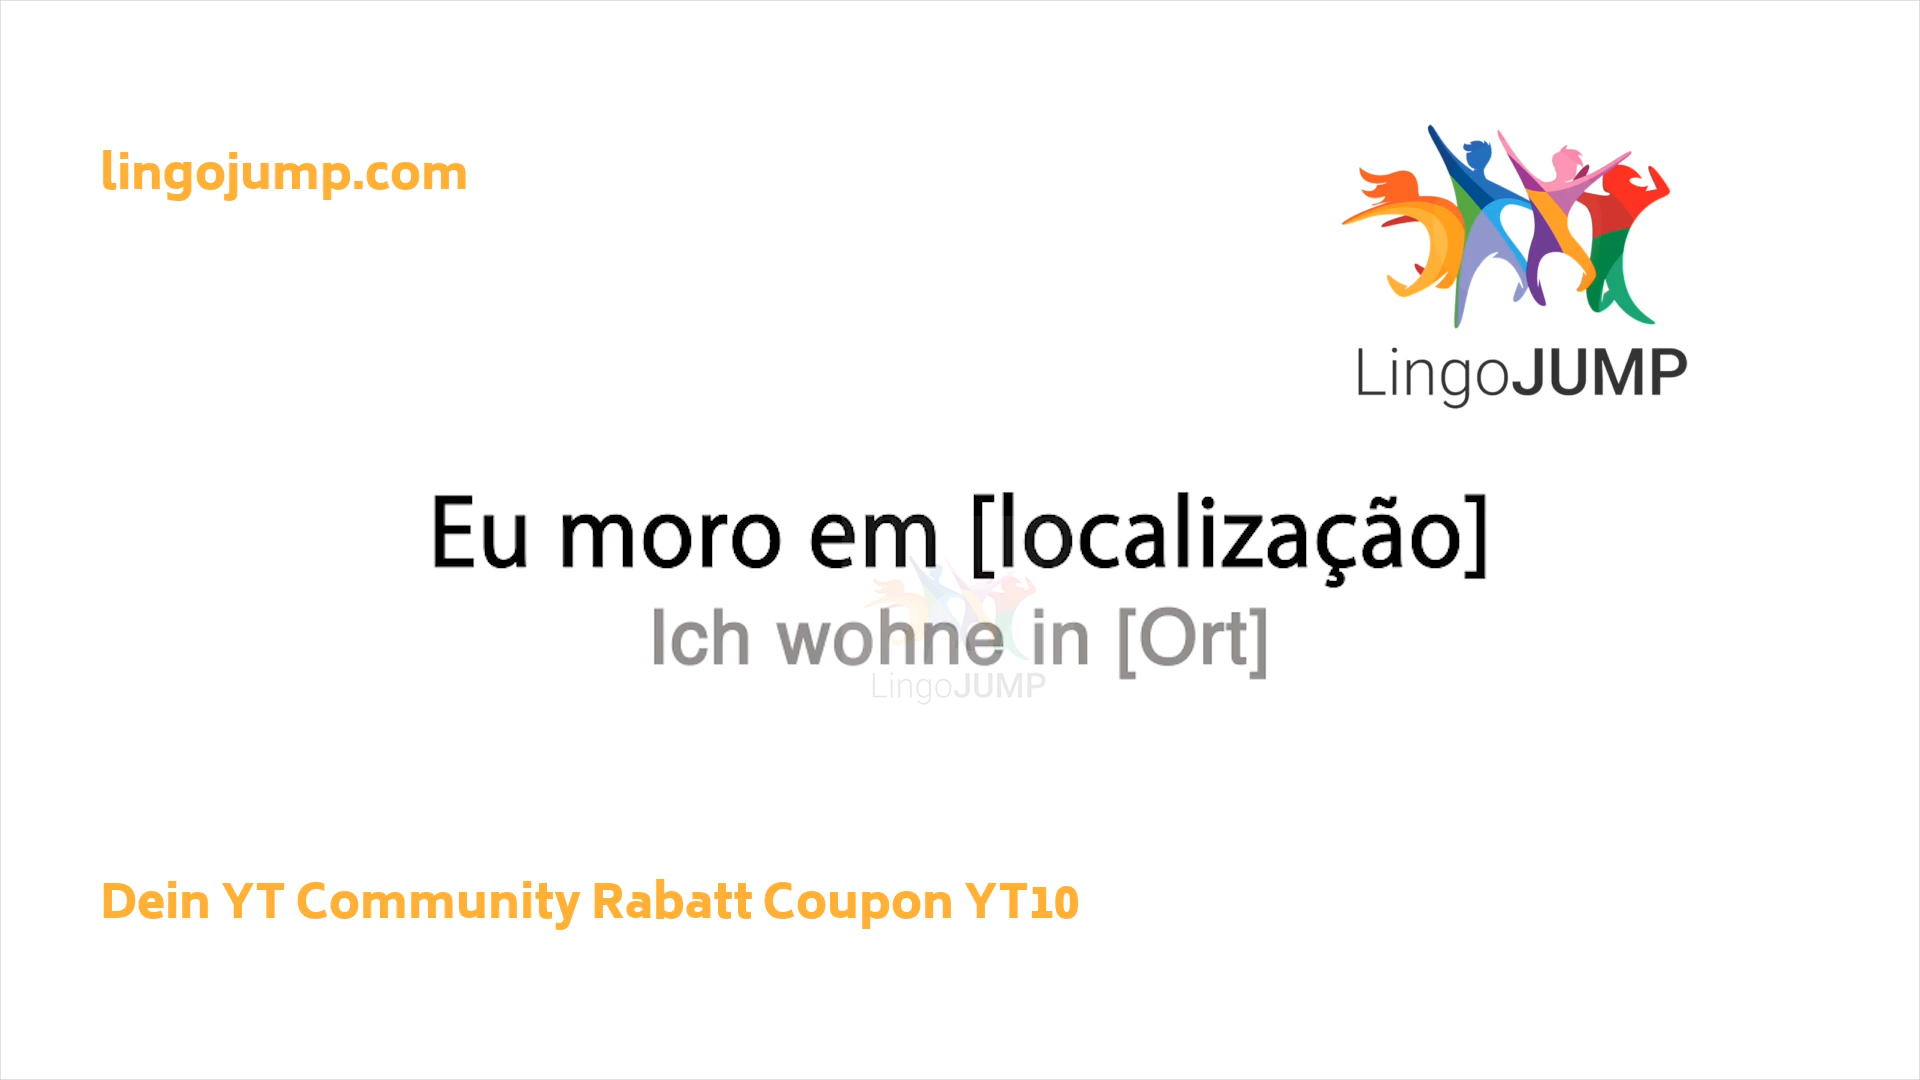 lingojump.com
LingoJUMP
Eu moro em [localização]
Ich wohne in [Ort]
LingoJUMP
Dein YT Community Rabatt Coupon YT10